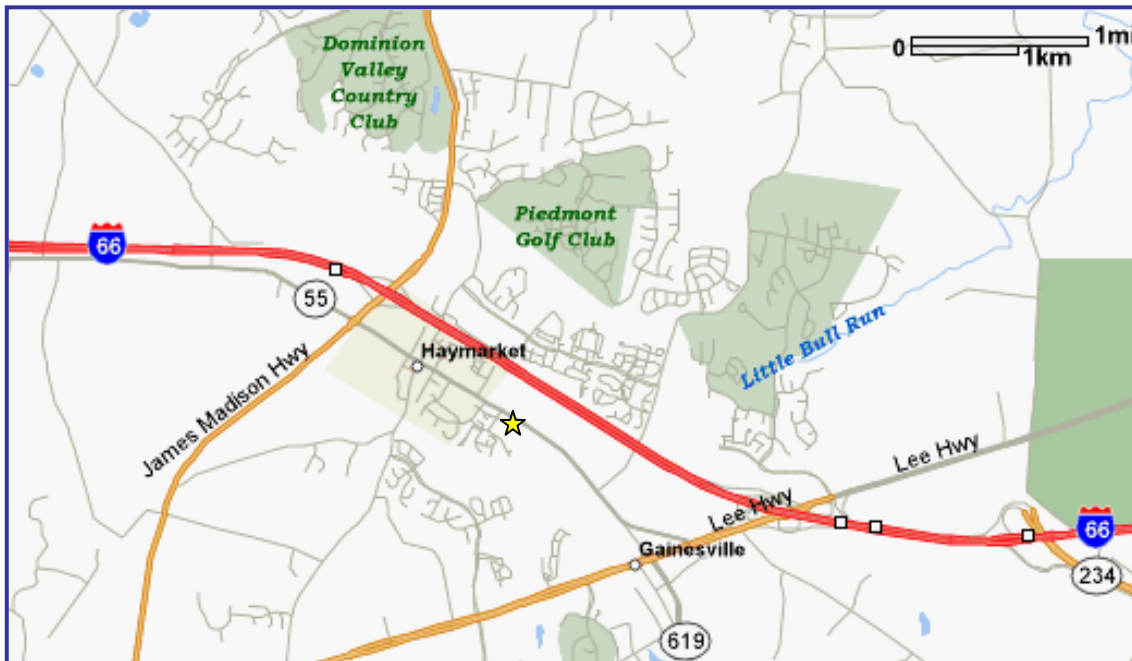 Dominion
Valley
Country
Club
0
1mi
1km
Piedmont
Golf Club
66
55
Haymarket
James Madison Hwy
Little Bull Run
Lee Hwy
Lee Hwy
Gainesville
66
234
619